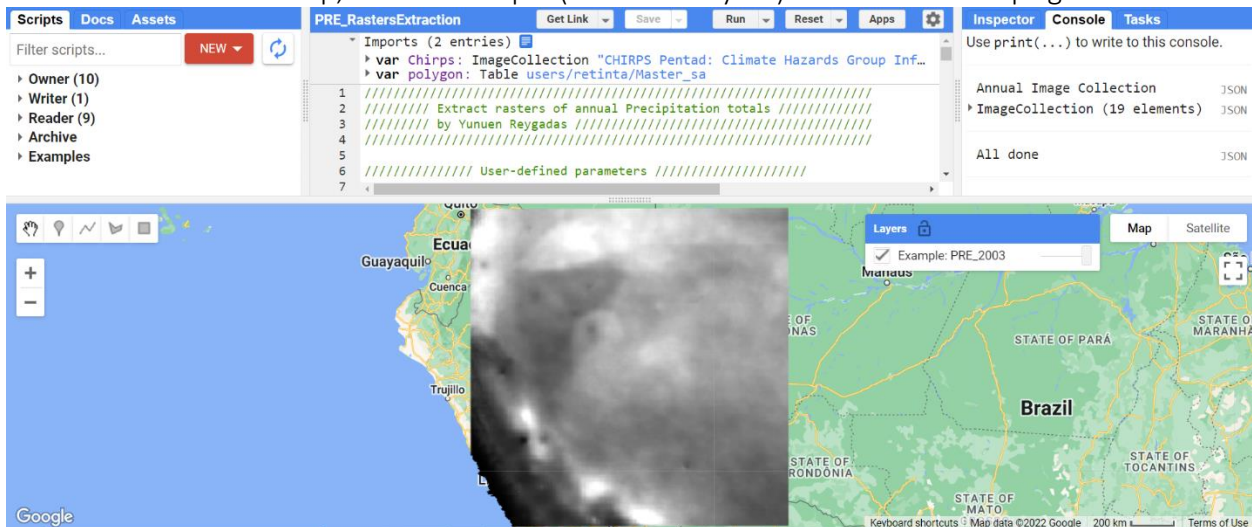 Scripts Docs Assets
Filter scripts...
NEW
Owner (10)
Writer (1)
Reader (9)
Archive
Examples
PRE_RastersExtraction
Get Link Save Run Reset Apps
Imports (2 entries)
var Chirps: ImageCollection "CHIRPS Pentad: Climate Hazards Group Inf…
var polygon: Table users/retinta/Master_sa
1 //////////////////////////////////////////////////////////////////////
2 ///////// Extract rasters of annual Precipitation totals /////////////
3 ///////// by Yunuen Reygadas /////////////////////////////////////////
4 //////////////////////////////////////////////////////////////////////
5
6 /////////////// User-defined parameters /////////////////////
7
Inspector Console Tasks
Use print(...) to write to this console.
Annual Image Collection JSON
ImageCollection (19 elements) JSON
All done JSON
Quito
Guayaquil
Cuenca
Trujillo
Layers
Example: PRE_2003
Map Satellite
Manaus
STATE OF PARÁ
Brazil
STATE OF
RONDÔNIA
STATE OF
TOCANTINS
STATE OF
MATO
Google
Keyboard shortcuts Map data ©2022 Google 200 km Terms of Use